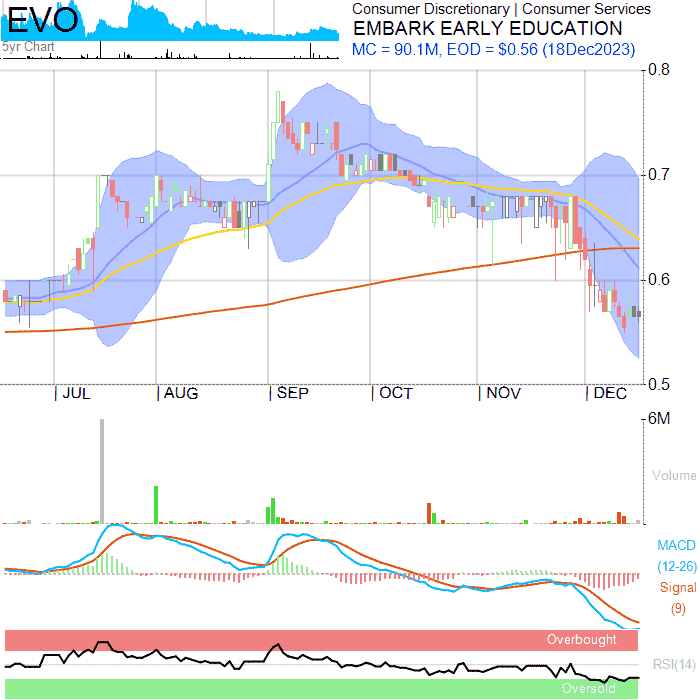 EVO
5yr Chart
Consumer Discretionary | Consumer Services
EMBARK EARLY EDUCATION
MC = 90.1M, EOD = $0.56 (18Dec2023)
0.8
0.7
0.6
0.5
JUL AUG SEP OCT NOV DEC
6M
Volume
MACD
(12-26)
Signal
(9)
Overbought
RSI(14)
Oversold